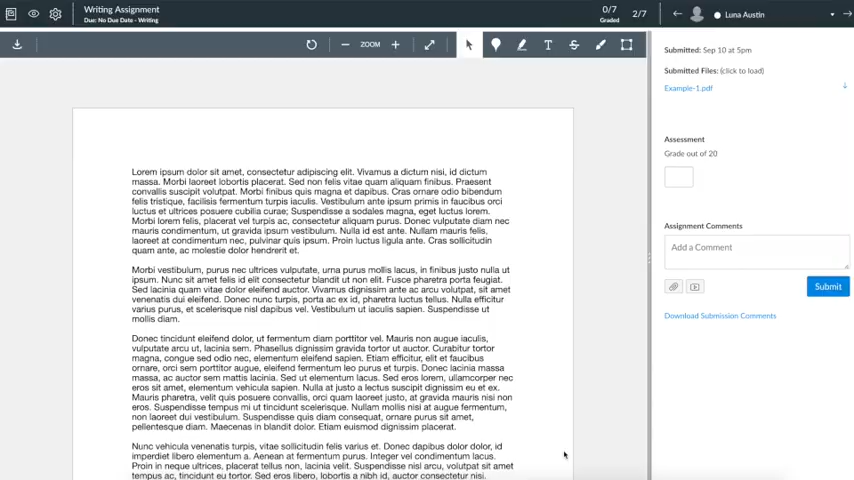 Writing Assignment
Due: No Due Date - Writing
0/7
Graded
2/7
Luna Austin
ZOOM
T
S
Submitted: Sep 10 at 5pm
Submitted Files: (click to load)
Example-1.pdf
Assessment
Grade out of 20
Assignment Comments
Add a Comment
Submit
Download Submission Comments
Lorem ipsum dolor sit amet, consectetur adipiscing elit. Vivamus a dictum nisi, id dictum
massa. Morbi laoreet lobortis placerat. Sed non felis vitae quam aliquam finibus. Praesent
convallis suscipit volutpat. Morbi finibus quis magna et dapibus. Cras ornare odio bibendum
felis tristique, facilisis fermentum turpis iaculis. Vestibulum ante ipsum primis in faucibus orci
luctus et ultrices posuere cubilia curae; Suspendisse a sodales magna, eget luctus lorem.
Morbi lorem felis, placerat vel turpis ac, consectetur aliquam purus. Donec vulputate diam nec
mauris condimentum, ut gravida ipsum vestibulum. Nulla id est ante. Nullam mauris felis,
laoreet at condimentum nec, pulvinar quis ipsum. Proin luctus ligula ante. Cras sollicitudin
quam ante, ac molestie dolor hendrerit et.
Morbi vestibulum, purus nec ultrices vulputate, urna purus mollis lacus, in finibus justo nulla ut
ipsum. Nunc sit amet felis id elit consectetur blandit ut non elit. Fusce pharetra porta feugiat.
Sed lacinia quam vitae dolor eleifend auctor. Vivamus dignissim ante ac arcu volutpat, sit amet
venenatis dui eleifend. Donec nunc turpis, porta ac ex id, pharetra luctus tellus. Nulla efficitur
varius purus, et scelerisque nisl dapibus vel. Vestibulum ut iaculis sapien. Suspendisse ut
mollis diam.
Donec tincidunt eleifend dolor, ut fermentum diam porttitor vel. Mauris non augue iaculis,
vulputate arcu ut, lacinia sem. Phasellus dignissim gravida tortor ut auctor. Curabitur tortor
magna, congue sed odio nec, elementum eleifend sapien. Etiam efficitur, elit et faucibus
ornare, orci sem porttitor augue, eleifend fermentum leo purus et turpis. Donec lacinia massa
massa, ac auctor sem mattis lacinia. Sed ut elementum lacus. Sed eros lorem, ullamcorper nec
eros sit amet, elementum vehicula sapien. Nulla at justo a lectus suscipit dignissim eu et ex.
Mauris pharetra, velit quis posuere convallis, orci quam laoreet justo, at gravida mauris nisi non
eros. Suspendisse tempus mi ut tincidunt scelerisque. Nullam mollis nisi at augue fermentum,
non laoreet dui vestibulum. Suspendisse quis diam consequat, ornare purus sit amet,
pellentesque diam. Maecenas in blandit dolor. Etiam euismod dignissim placerat.
Nunc vehicula venenatis turpis, vitae sollicitudin felis varius et. Donec dapibus dolor dolor, id
imperdiet libero elementum a. Aenean at fermentum purus. Integer vel condimentum lacus.
Proin in neque ultrices, placerat tellus non, lacinia velit. Suspendisse nisl arcu, volutpat sit amet
tempus ac, tincidunt eu tortor. Sed eros libero, lobortis a nibh id, auctor consectetur nisi.